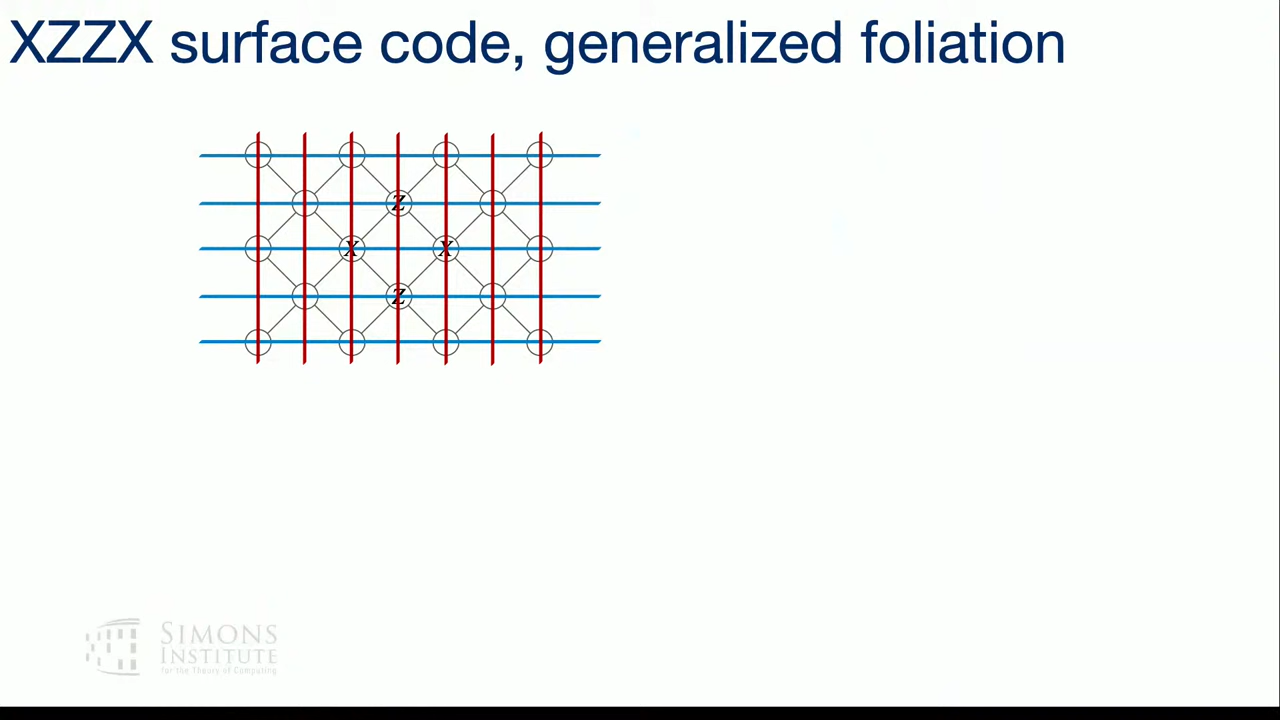 XZZX surface code, generalized foliation
Z
X X
Z
SIMONS
INSTITUTE
for the Theory of Computing